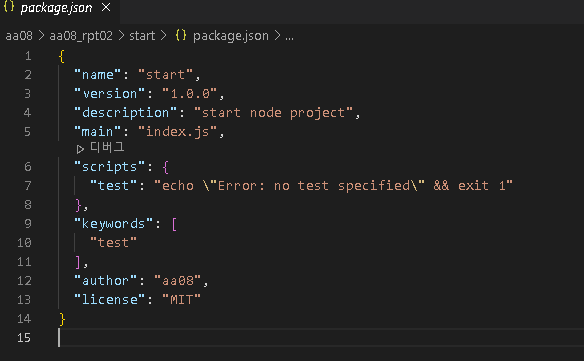 {} package.json ×
aa08 > aa08_rpt02 > start > {} package.json > ...
1 {
2 "name": "start",
3 "version": "1.0.0",
4 "description": "start node project",
5 "main": "index.js",
▷ 디버그
6 "scripts": {
7 "test": "echo \"Error: no test specified\" && exit 1"
8 },
9 "keywords": [
10 "test"
11 ],
12 "author": "aa08",
13 "license": "MIT"
14 }
15